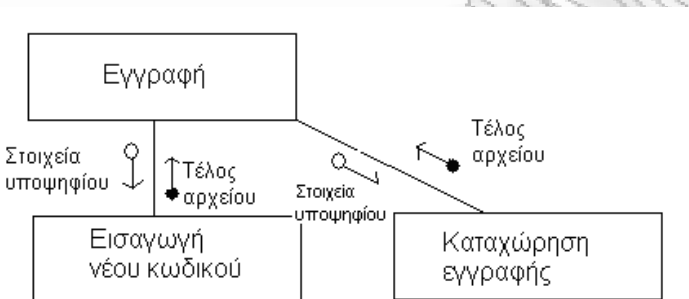 Εγγραφή
Στοιχεία
υποψηφίου
Τέλος
αρχείου
Στοιχεία
υποψηφίου
Τέλος
αρχείου
Εισαγωγή
νέου κωδικού
Καταχώρηση
εγγραφής